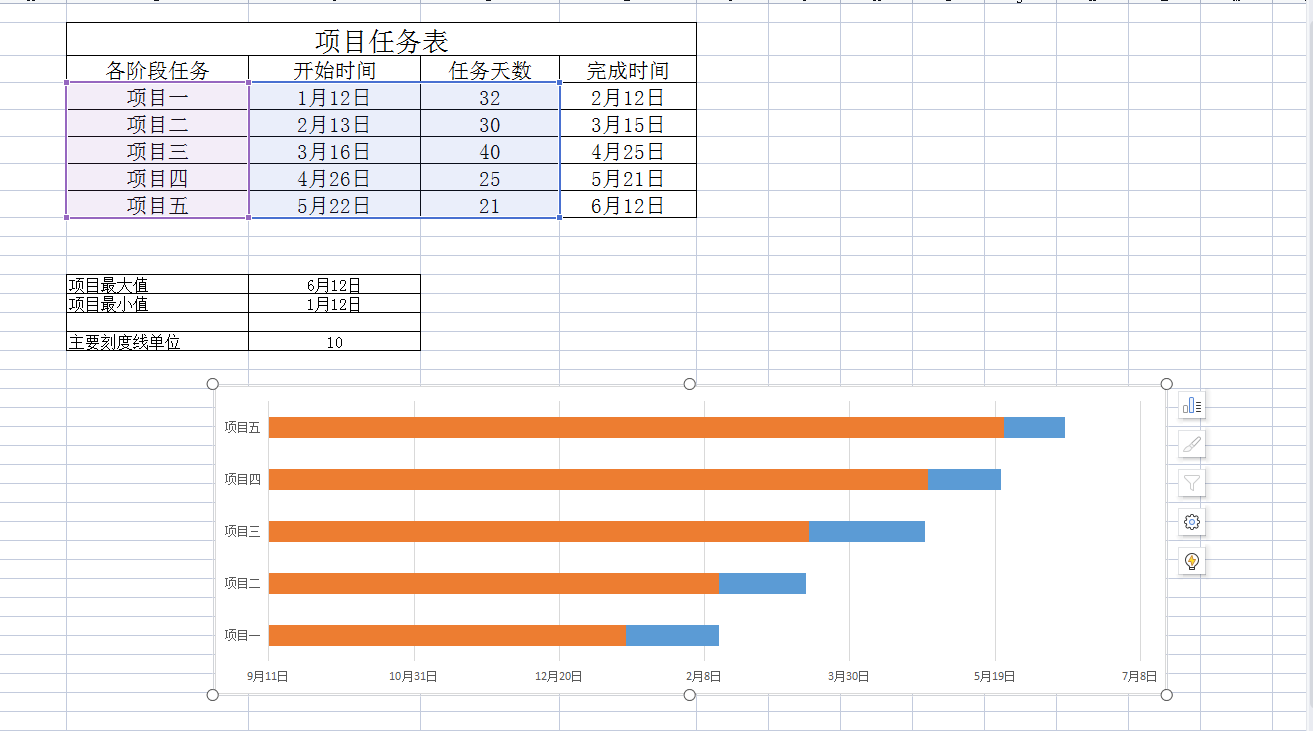 项目任务表
各阶段任务 开始时间 任务天数 完成时间
项目一 1月12日 32 2月12日
项目二 2月13日 30 3月15日
项目三 3月16日 40 4月25日
项目四 4月26日 25 5月21日
项目五 5月22日 21 6月12日
项目最大值 6月12日
项目最小值 1月12日
主要刻度线单位 10
项目五
项目四
项目三
项目二
项目一
9月11日 10月31日 12月20日 2月8日 3月30日 5月19日 7月8日